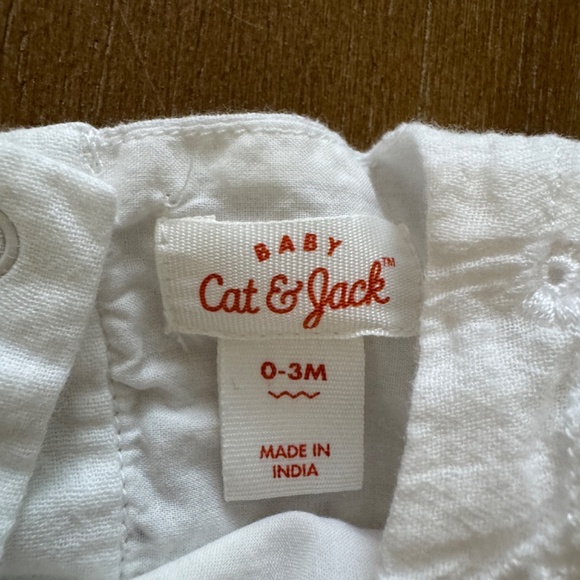 BABY
Cat & Jack™
0-3M
MADE IN
INDIA